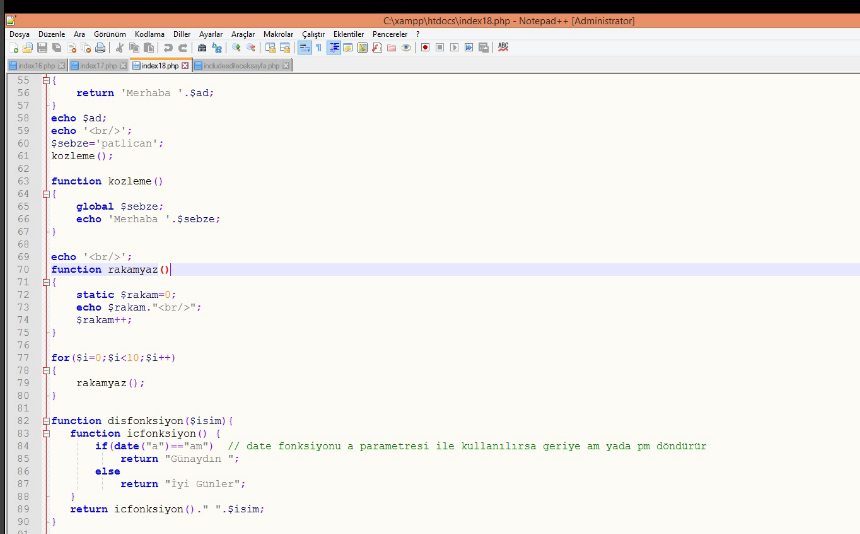 C:\xampp\htdocs\index18.php - Notepad++ [Administrator]
Dosya Düzenle Ara Görünüm Kodlama Diller Ayarlar Araçlar Makrolar Çalıştır Eklentiler Pencereler ?
index16.php index17.php index18.php includeedileceksayfa.php
55 {
56 return 'Merhaba '.$ad;
57 }
58 echo $ad;
59 echo '<br/>';
60 $sebze='patlican';
61 kozleme();
62
63 function kozleme()
64 {
65 global $sebze;
66 echo 'Merhaba '.$sebze;
67 }
68
69 echo '<br/>';
70 function rakamyaz()
71 {
72 static $rakam=0;
73 echo $rakam."<br/>";
74 $rakam++;
75 }
76
77 for($i=0;$i<10;$i++)
78 {
79 rakamyaz();
80 }
81
82 function disfonksiyon($isim){
83 function icfonksiyon() {
84 if(date("a")=="am") // date fonksiyonu a parametresi ile kullanılırsa geriye am yada pm döndürür
85 return "Günaydın ";
86 else
87 return "İyi Günler";
88 }
89 return icfonksiyon()." ".$isim;
90 }
91